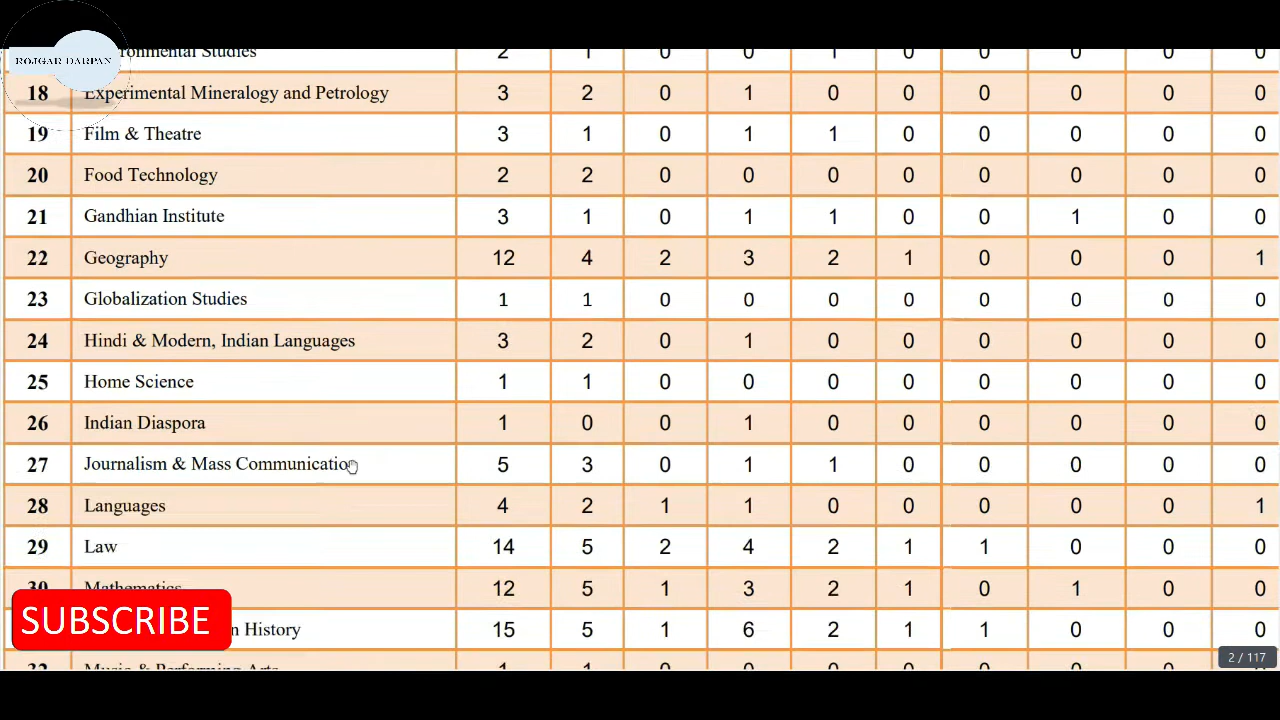 ROJGAR DARPAN
ronmental Studies 2 1 0 0 1 0 0 0 0 0
18 Experimental Mineralogy and Petrology 3 2 0 1 0 0 0 0 0 0
19 Film & Theatre 3 1 0 1 1 0 0 0 0 0
20 Food Technology 2 2 0 0 0 0 0 0 0 0
21 Gandhian Institute 3 1 0 1 1 0 0 1 0 0
22 Geography 12 4 2 3 2 1 0 0 0 1
23 Globalization Studies 1 1 0 0 0 0 0 0 0 0
24 Hindi & Modern, Indian Languages 3 2 0 1 0 0 0 0 0 0
25 Home Science 1 1 0 0 0 0 0 0 0 0
26 Indian Diaspora 1 0 0 1 0 0 0 0 0 0
27 Journalism & Mass Communication 5 3 0 1 1 0 0 0 0 0
28 Languages 4 2 1 1 0 0 0 0 0 1
29 Law 14 5 2 4 2 1 1 0 0 0
30 Mathematics 12 5 1 3 2 1 0 1 0 0
SUBSCRIBE
n History 15 5 1 6 2 1 1 0 0 0
32 Music & Performing Arts 1 1 0 0 0 0 0 0 0 0
2 / 117